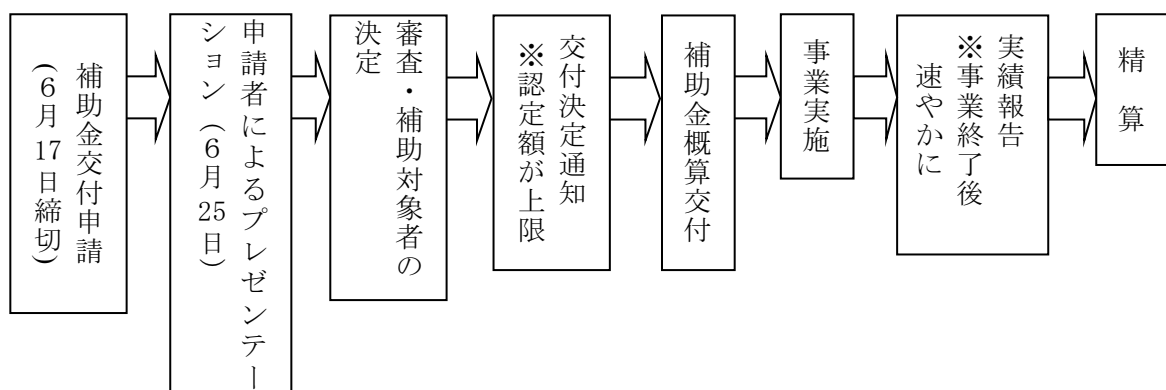 補助金交付申請
(6月17日締切)
申請者によるプレゼンテー
ション(6月25日)
審査・補助対象者の
決定
交付決定通知
※認定額が上限
補助金概算交付
事業実施
実績報告
※事業終了後
速やかに
精算